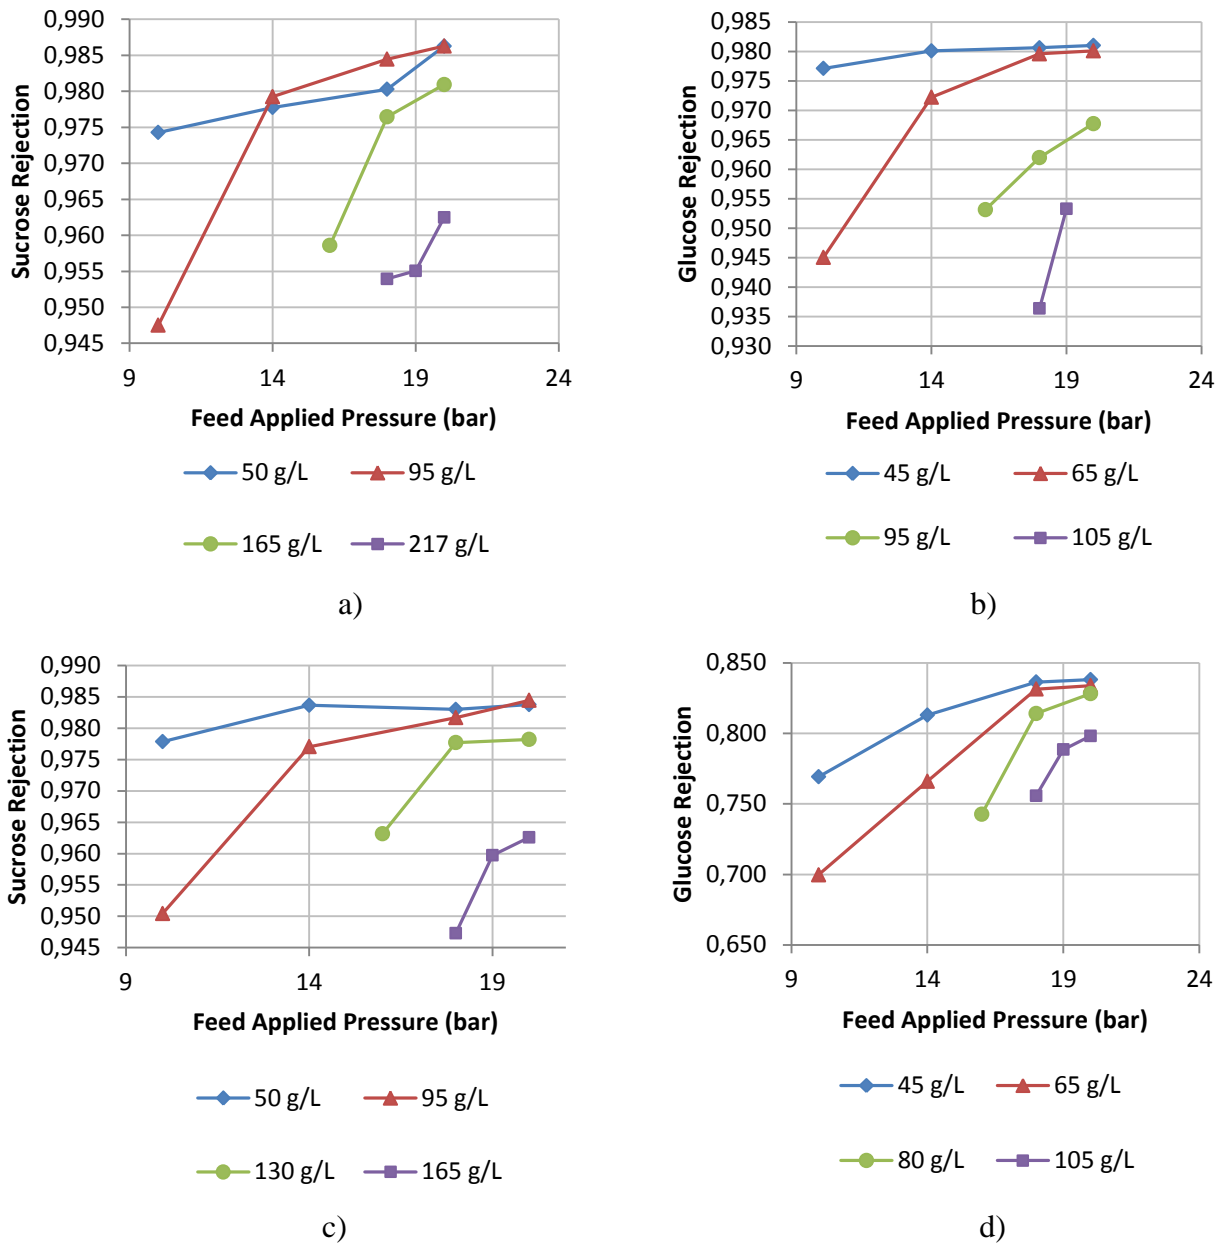 Sucrose Rejection
0,990
0,985
0,980
0,975
0,970
0,965
0,960
0,955
0,950
0,945
9 14 19 24
Feed Applied Pressure (bar)
50 g/L 95 g/L
165 g/L 217 g/L
a)
Glucose Rejection
0,985
0,980
0,975
0,970
0,965
0,960
0,955
0,950
0,945
0,940
0,935
0,930
9 14 19 24
Feed Applied Pressure (bar)
45 g/L 65 g/L
95 g/L 105 g/L
b)
Sucrose Rejection
0,990
0,985
0,980
0,975
0,970
0,965
0,960
0,955
0,950
0,945
9 14 19
Feed Applied Pressure (bar)
50 g/L 95 g/L
130 g/L 165 g/L
c)
Glucose Rejection
0,850
0,800
0,750
0,700
0,650
9 14 19 24
Feed Applied Pressure (bar)
45 g/L 65 g/L
80 g/L 105 g/L
d)